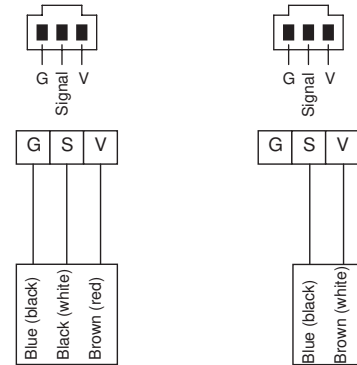 G Signal V
G Signal V
G S V
G S V
Blue (black)
Black (white)
Brown (red)
Blue (black)
Brown (white)